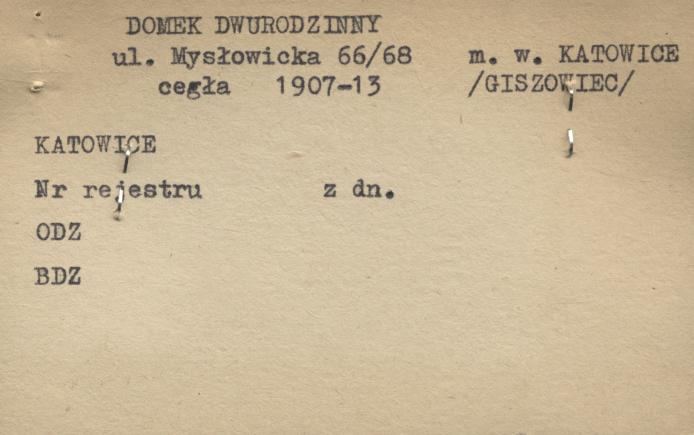 DOMEK DWURODZINNY
ul. Mysłowicka 66/68 m. w. KATOWICE
cegła 1907-13 /GISZOWIEC/
KATOWICE
Nr rejestru z dn.
ODZ
BDZ